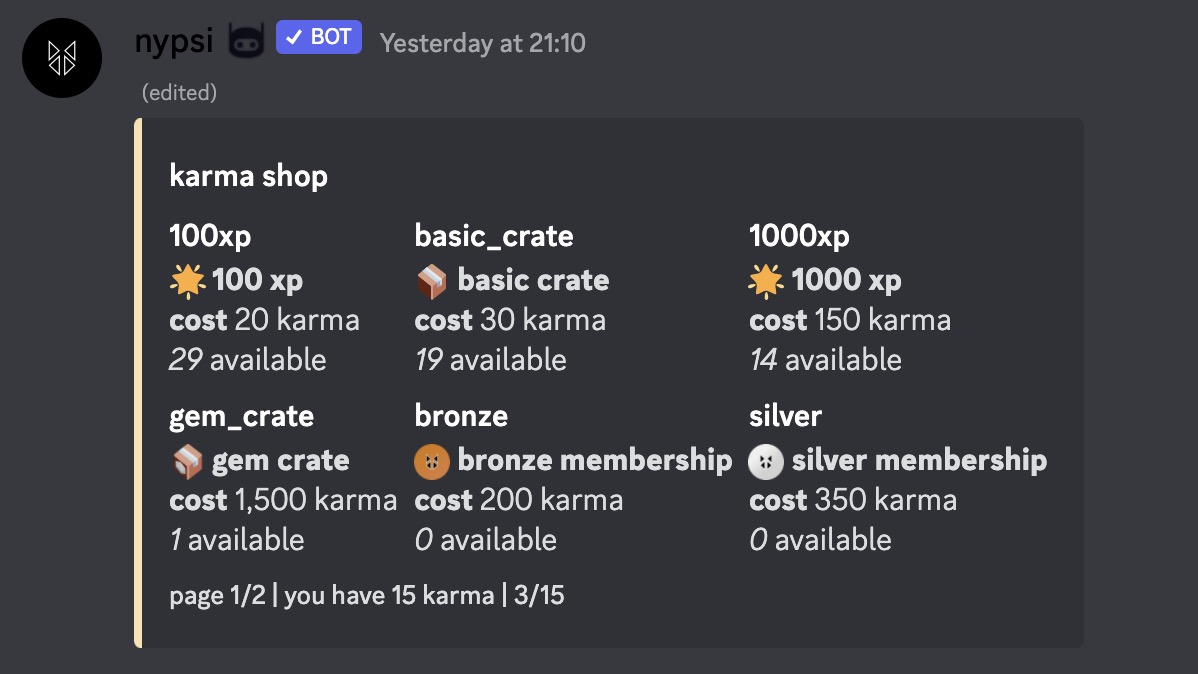 nypsi BOT Yesterday at 21:10
(edited)
karma shop
100xp
100 xp
cost 20 karma
29 available
basic_crate
basic crate
cost 30 karma
19 available
1000xp
1000 xp
cost 150 karma
14 available
gem_crate
gem crate
cost 1,500 karma
1 available
bronze
bronze membership
cost 200 karma
0 available
silver
silver membership
cost 350 karma
0 available
page 1/2 | you have 15 karma | 3/15